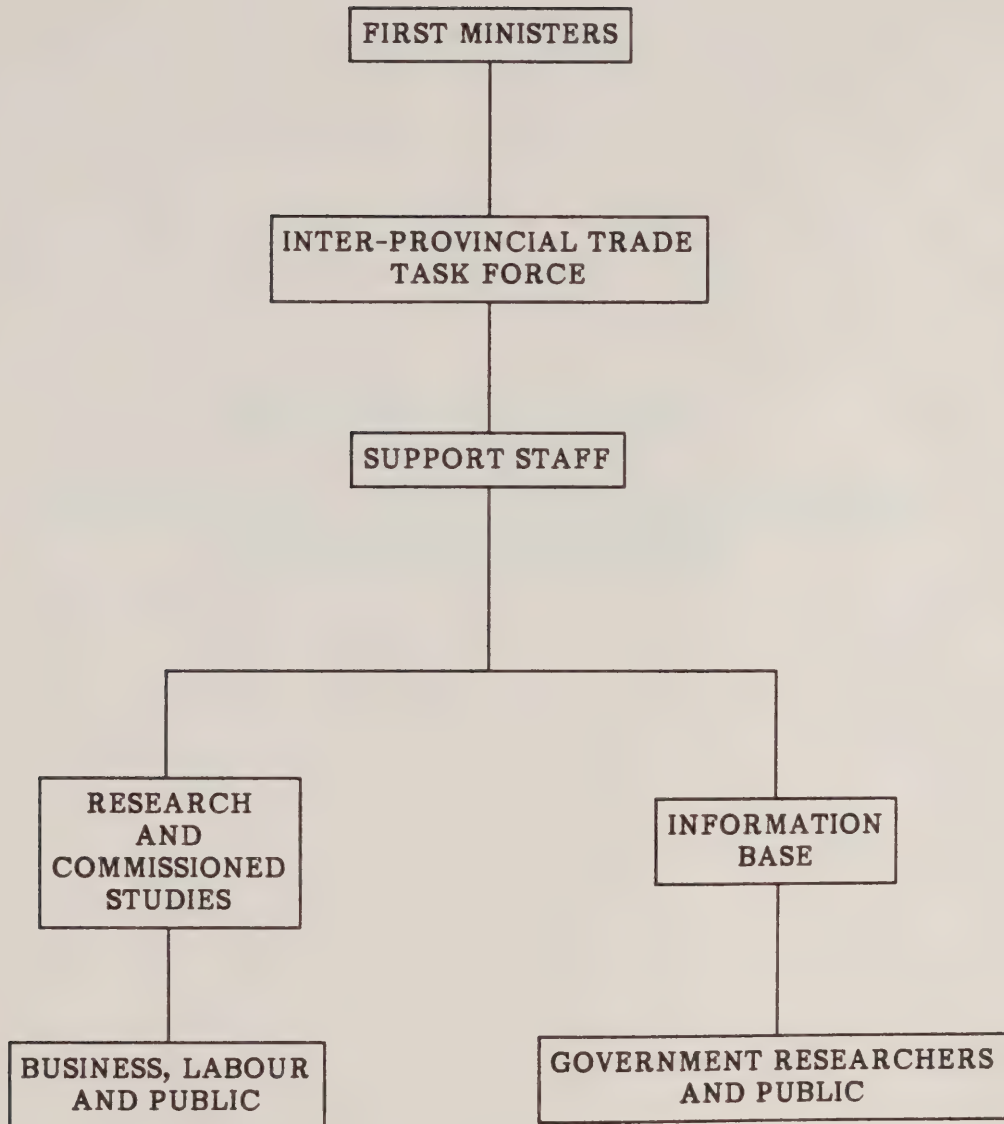 FIRST MINISTERS
INTER-PROVINCIAL TRADE
TASK FORCE
SUPPORT STAFF
RESEARCH
AND
COMMISSIONED
STUDIES
INFORMATION
BASE
BUSINESS, LABOUR
AND PUBLIC
GOVERNMENT RESEARCHERS
AND PUBLIC